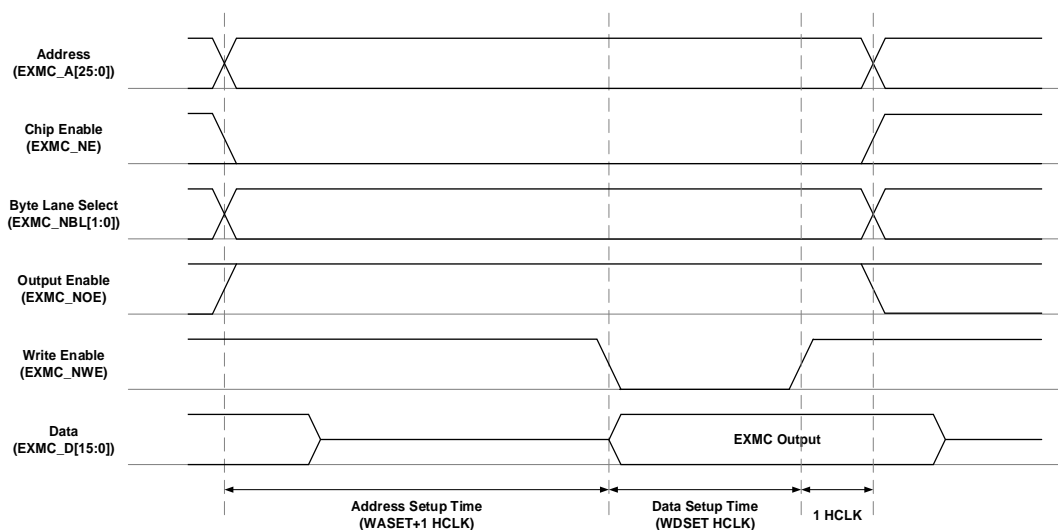 Address
(EXMC_A[25:0])
Chip Enable
(EXMC_NE)
Byte Lane Select
(EXMC_NBL[1:0])
Output Enable
(EXMC_NOE)
Write Enable
(EXMC_NWE)
Data
(EXMC_D[15:0])
EXMC Output
Address Setup Time
(WASET+1 HCLK)
Data Setup Time
(WDSET HCLK)
1 HCLK